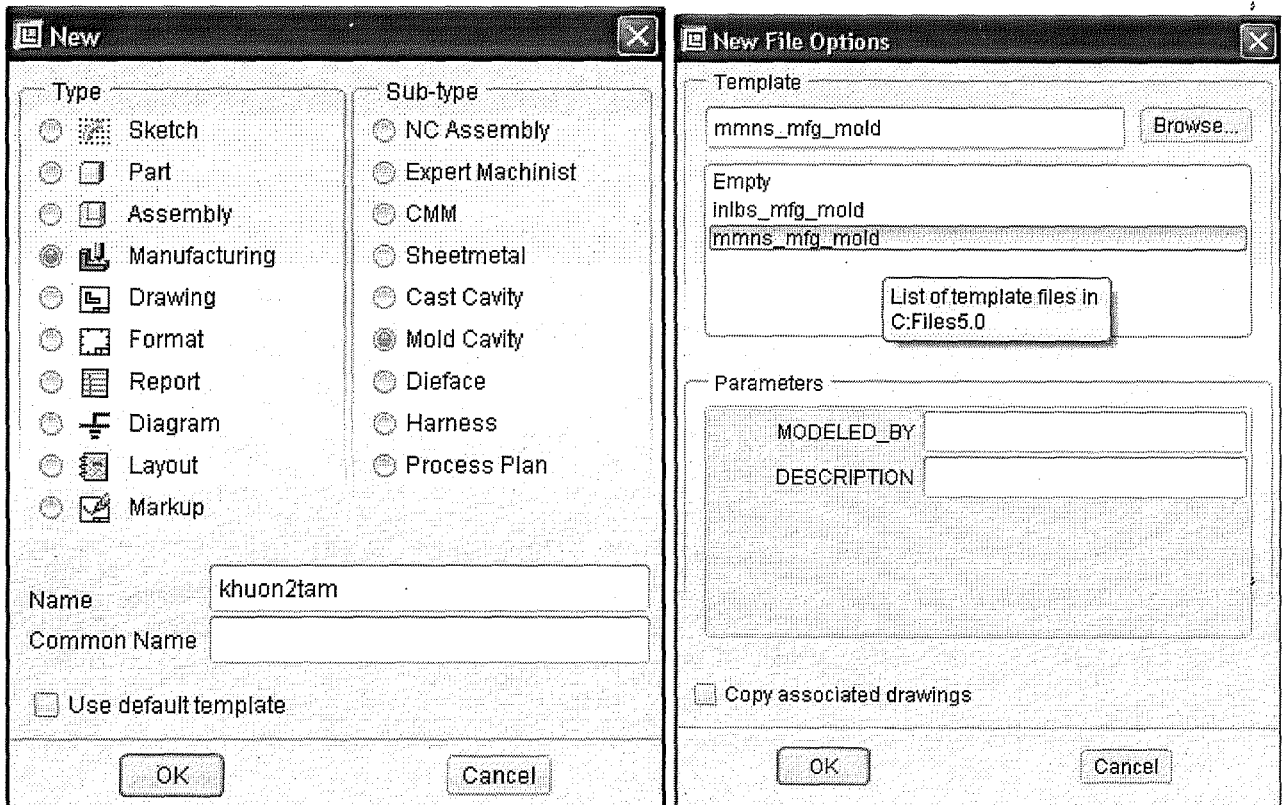 New
Type
Sketch
Part
Assembly
Manufacturing
Drawing
Format
Report
Diagram
Layout
Markup
Sub-type
NC Assembly
Expert Machinist
CMM
Sheetmetal
Cast Cavity
Mold Cavity
Dieface
Harness
Process Plan
Name khuon2tam
Common Name
Use default template
OK Cancel
New File Options
Template
mmns_mfg_mold Browse...
Empty
inlbs_mfg_mold
mmns_mfg_mold
List of template files in
C:Files5.0
Parameters
MODELED_BY
DESCRIPTION
Copy associated drawings
OK Cancel